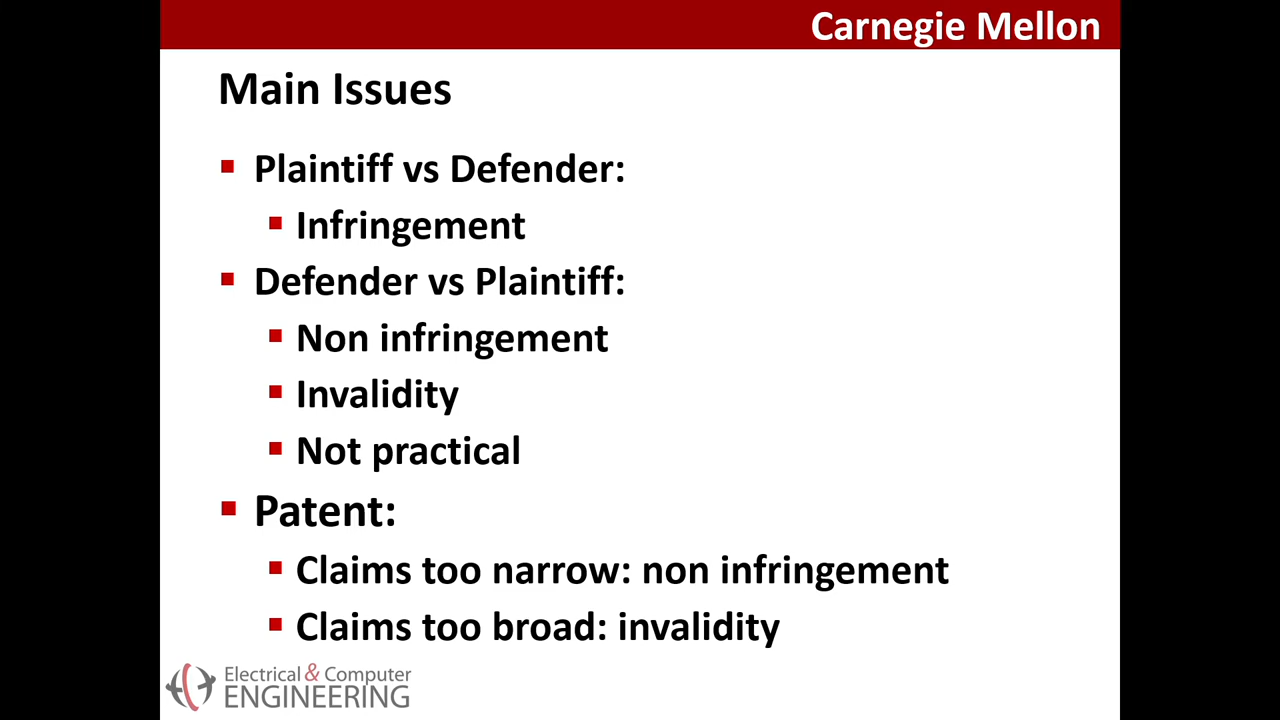 Carnegie Mellon
Main Issues
Plaintiff vs Defender:
Infringement
Defender vs Plaintiff:
Non infringement
Invalidity
Not practical
Patent:
Claims too narrow: non infringement
Claims too broad: invalidity
Electrical & Computer
ENGINEERING